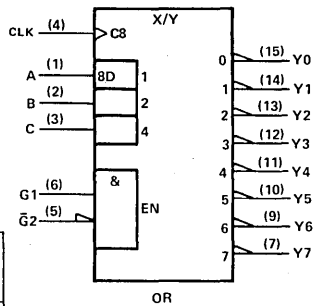 X/Y
CLK (4) C8
A (1) 8D 1
B (2) 2
C (3) 4
G1 (6) & EN
G̅2 (5)
0 (15) Y0
1 (14) Y1
2 (13) Y2
3 (12) Y3
4 (11) Y4
5 (10) Y5
6 (9) Y6
7 (7) Y7
OR